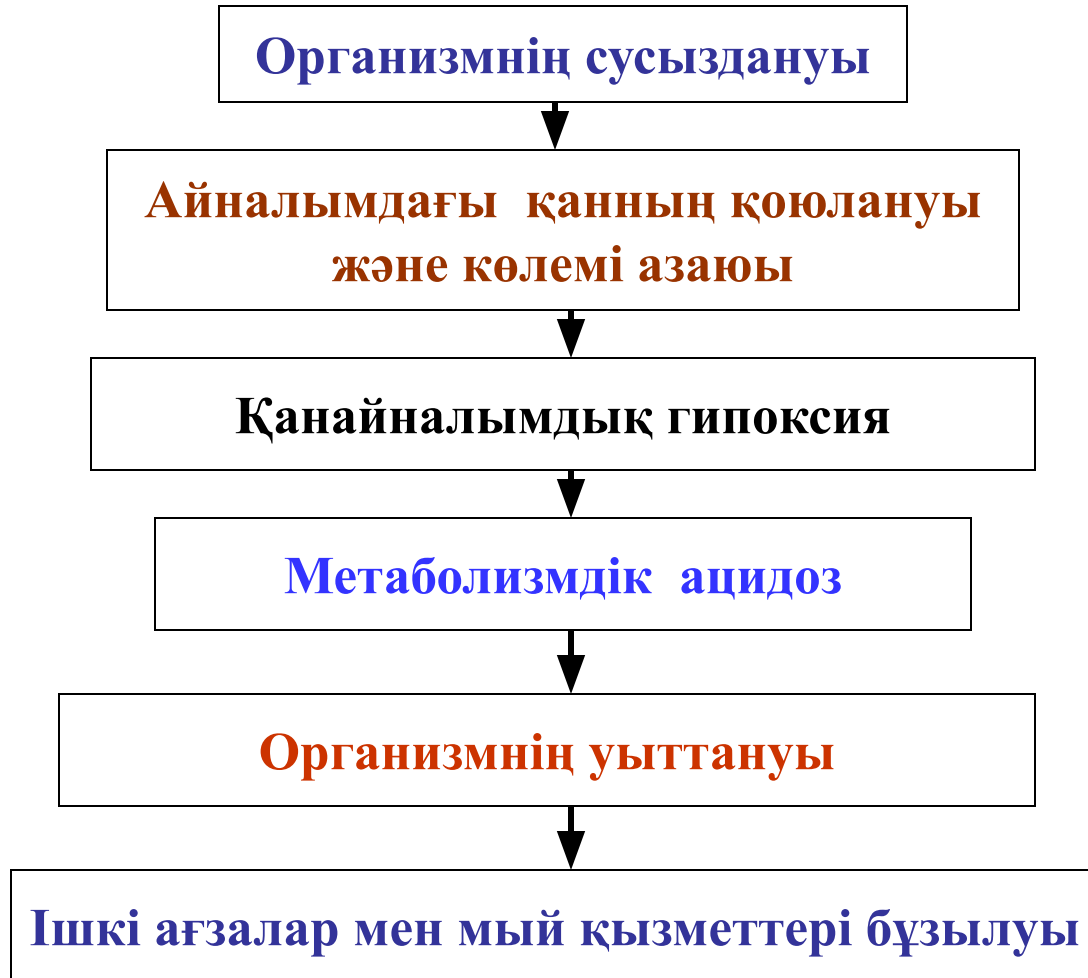 Организмнің сусыздануы
Айналымдағы қанның қоюлануы
және көлемі азаюы
Қанайналымдық гипоксия
Метаболизмдік ацидоз
Организмнің уыттануы
Ішкі ағзалар мен мый қызметтері бұзылуы